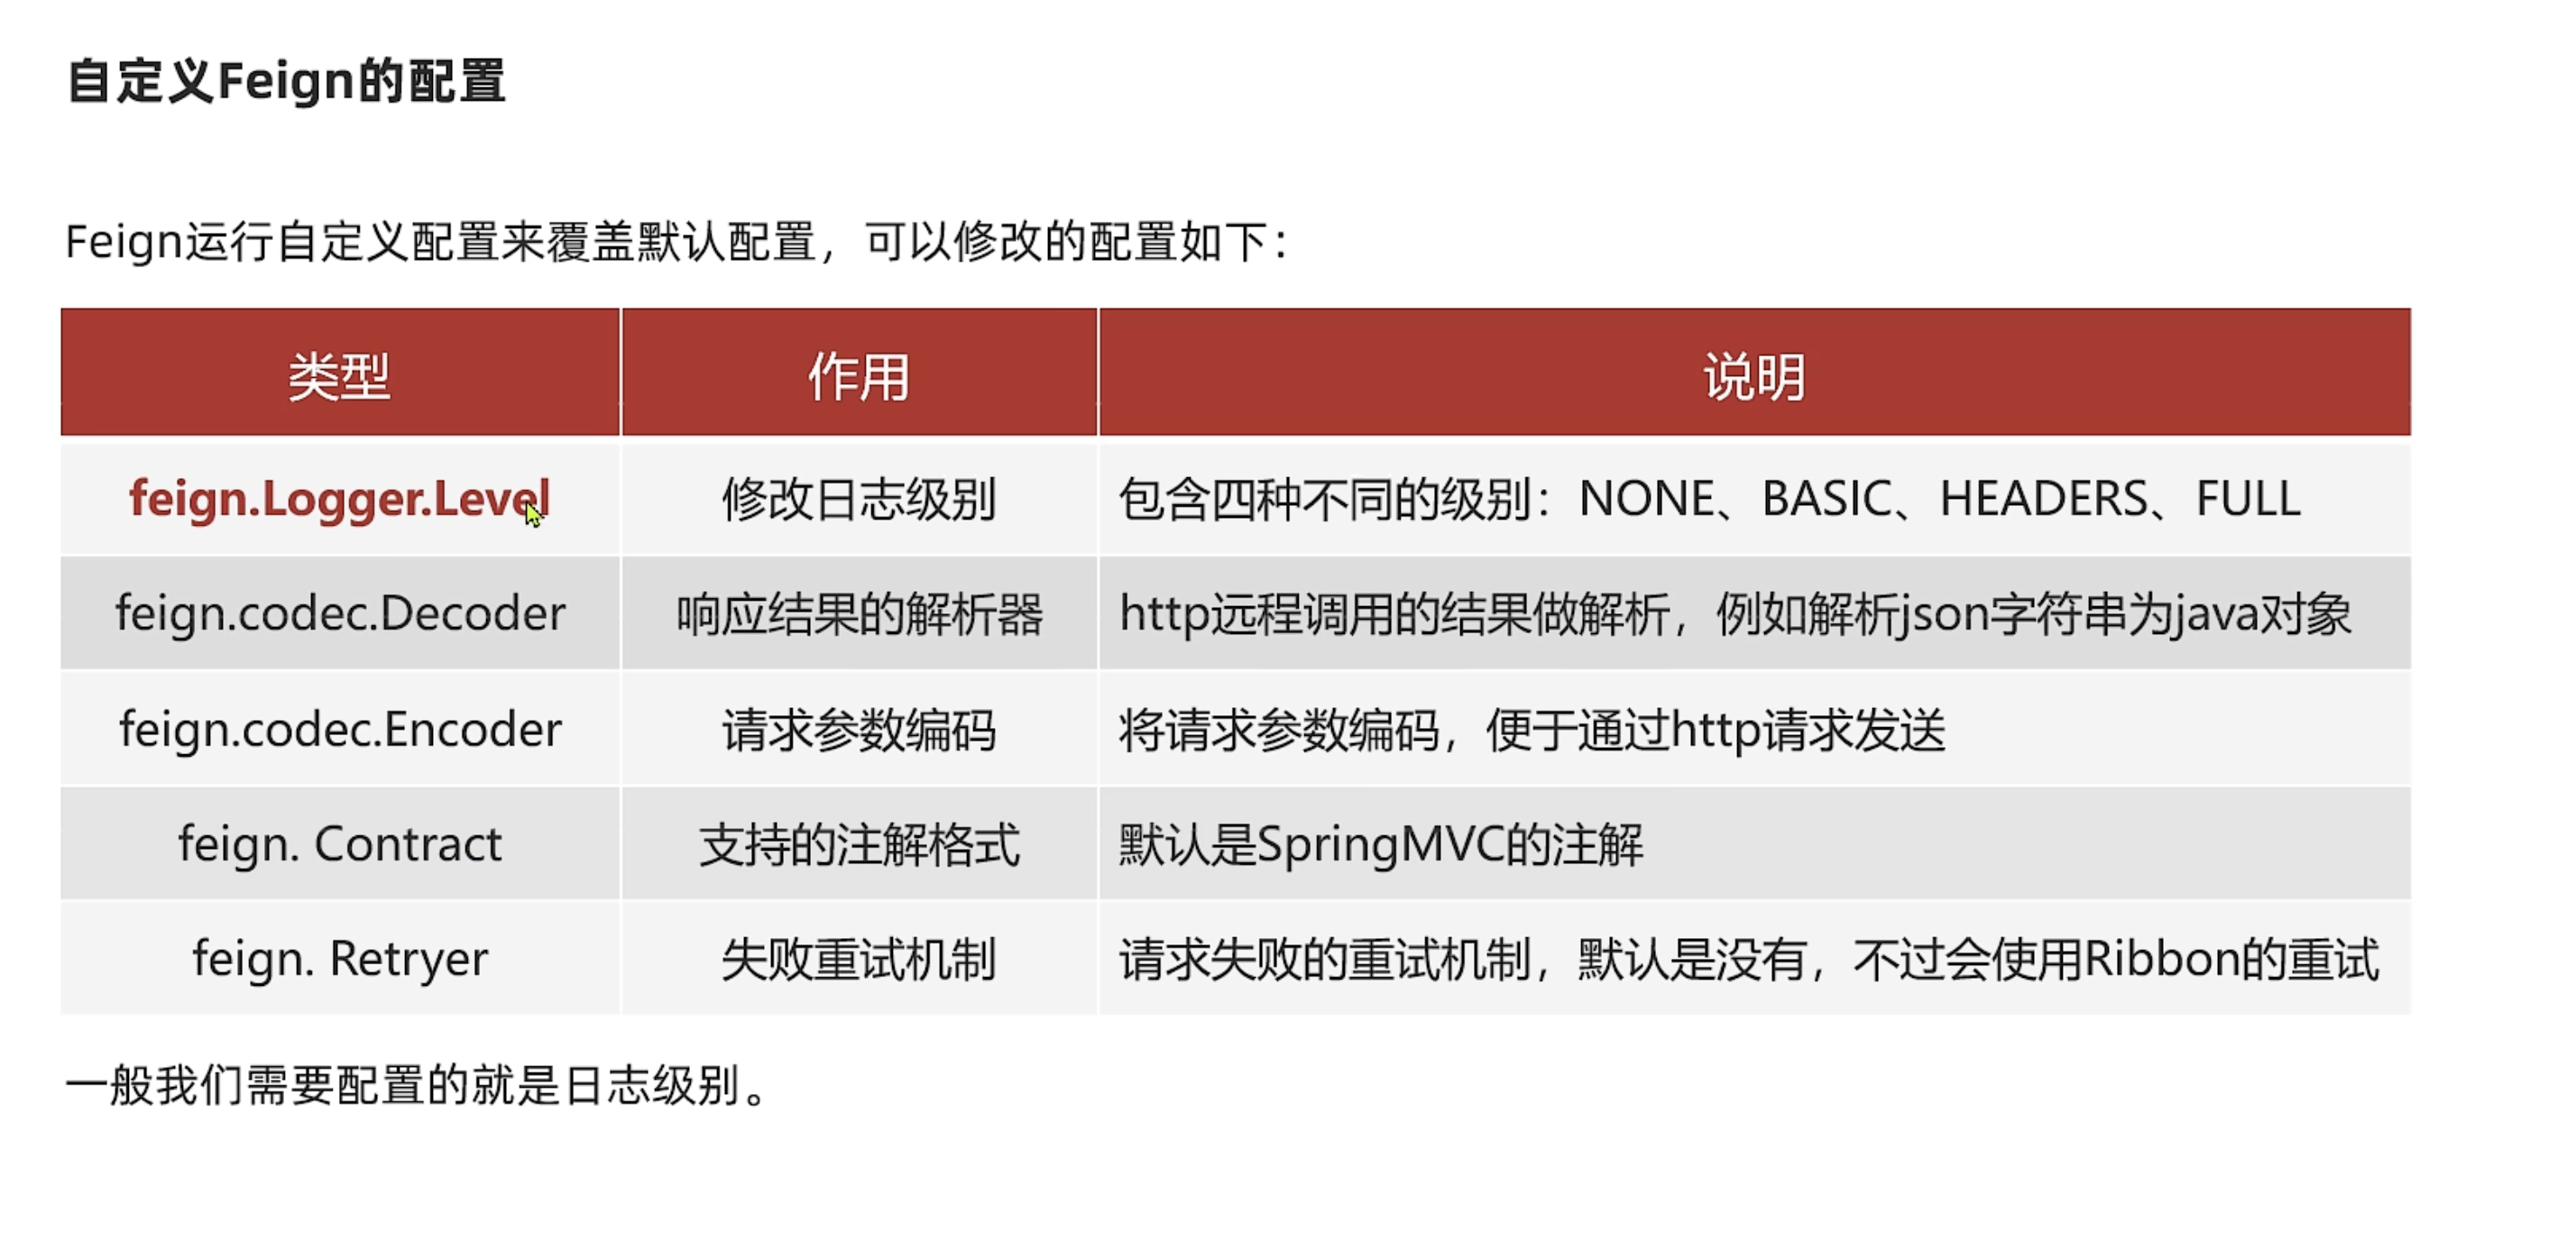 自定义Feign的配置
Feign运行自定义配置来覆盖默认配置，可以修改的配置如下：
类型 作用 说明
feign.Logger.Level 修改日志级别 包含四种不同的级别：NONE、BASIC、HEADERS、FULL
feign.codec.Decoder 响应结果的解析器 http远程调用的结果做解析，例如解析json字符串为java对象
feign.codec.Encoder 请求参数编码 将请求参数编码，便于通过http请求发送
feign. Contract 支持的注解格式 默认是SpringMVC的注解
feign. Retryer 失败重试机制 请求失败的重试机制，默认是没有，不过会使用Ribbon的重试
一般我们需要配置的就是日志级别。